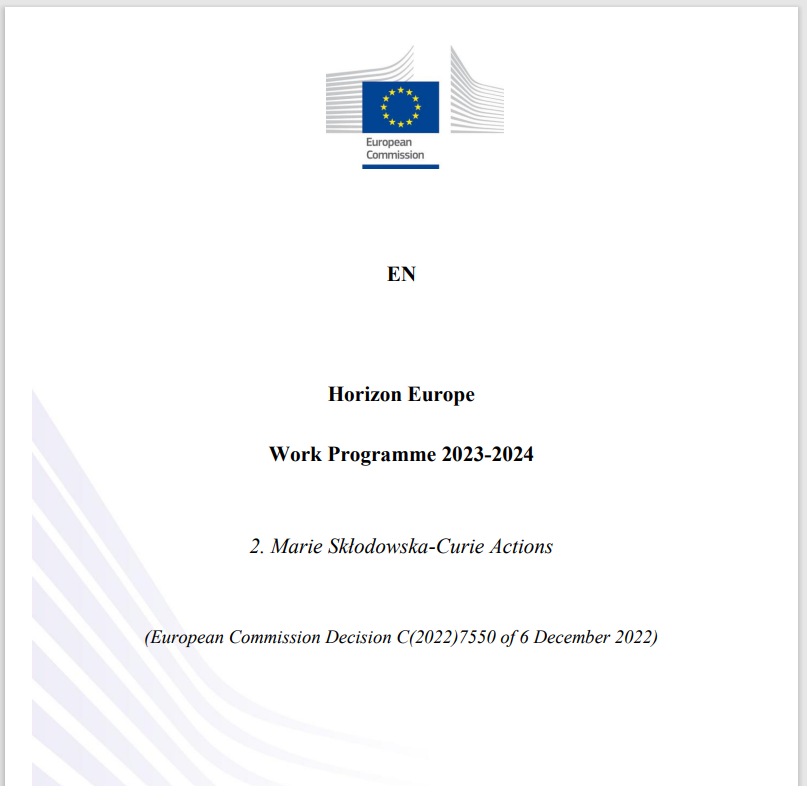 European
Commission
EN
Horizon Europe
Work Programme 2023-2024
2. Marie Skłodowska-Curie Actions
(European Commission Decision C(2022)7550 of 6 December 2022)